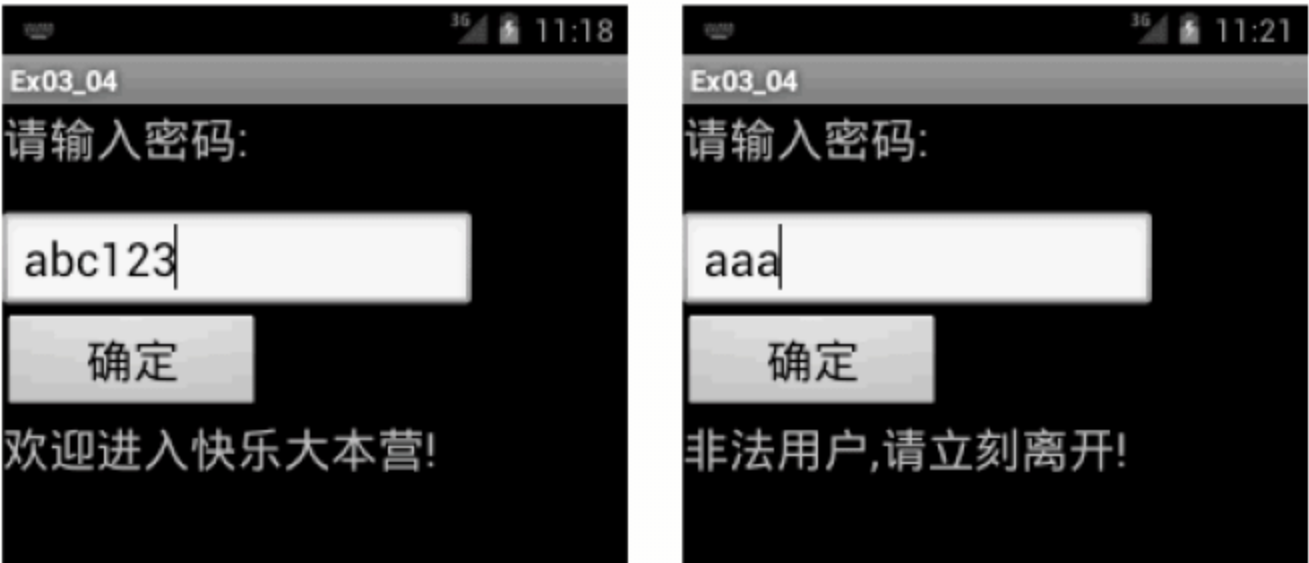 3G 11:18
Ex03_04
请输入密码:
abc123
确定
欢迎进入快乐大本营!
3G 11:21
Ex03_04
请输入密码:
aaa
确定
非法用户,请立刻离开!